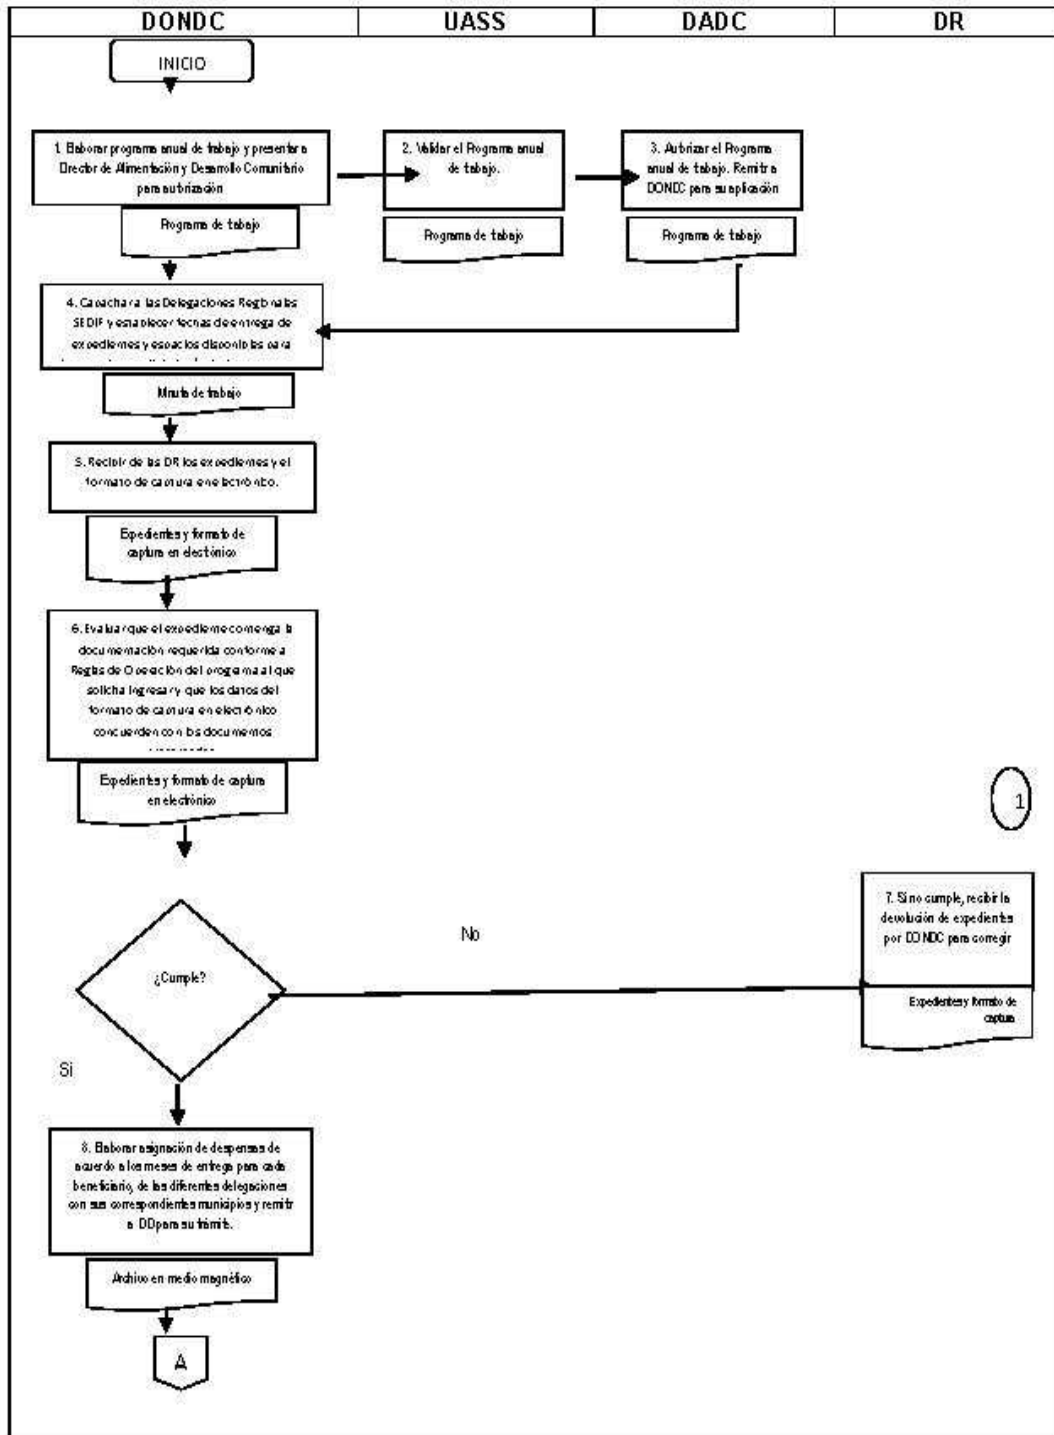 DONDC
UASS
DADC
DR
INICIO
1. Elaborar programa anual de trabajo y presentar a
Director de Alimentación y Desarrollo Comunitario
para autorización
2. Validar el Programa anual
de trabajo.
3. Autrizar el Programa
anual de trabajo. Remitir a
DONDC para su aplicación
Programa de trabajo
Programa de trabajo
Programa de trabajo
4. Capacitar a las Delegaciones Regionales
SEDIF y establecer fechas de entrega de
expedientes y espacios disponibles para
Minuta de trabajo
5. Recibir de las DR los expedientes y el
formato de captura en electrónico.
Expedientes y formato de
captura en electrónico
6. Evaluar que el expediente contenga la
documentación requerida conforme a
Reglas de Operación del programa al que
solicita ingresar y que los datos del
formato de captura en electrónico
concuerden con los documentos
Expedientes y formato de captura
en electrónico
1
7. Si no cumple, recibir la
devolución de expedientes
por DONDC para corregir
No
¿Cumple?
Expedientes y formato de
captura
Si
8. Elaborar asignación de despensas de
acuerdo a los meses de entrega para cada
beneficiario, de las diferentes delegaciones
con sus correspondientes municipios y remitir
a DD para su trámite.
Archivo en medio magnético
A